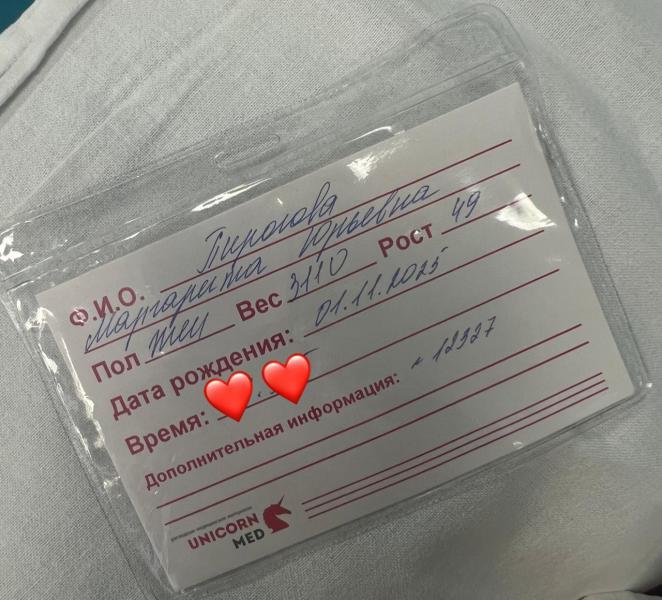 Ф.И.О. Пирогова
Маргарита Юрьевна
Пол жен Вес 3110 Рост 49
Дата рождения: 01.11.2025
Время:
Дополнительная информация: № 12327
UNICORN
MED